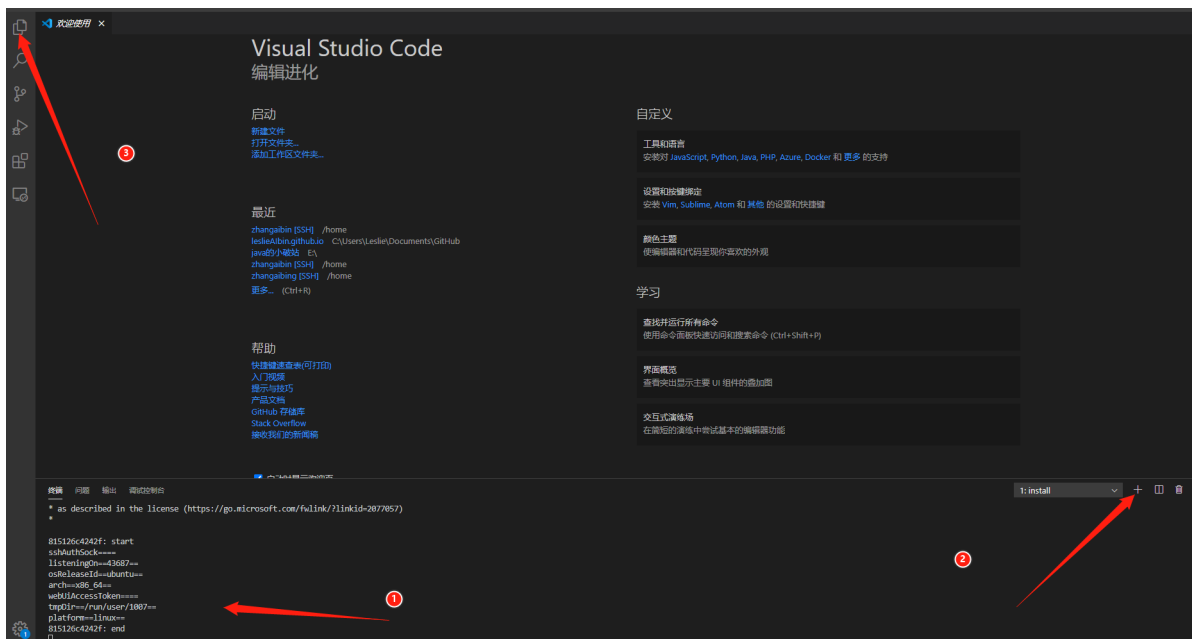 欢迎使用 ×
Visual Studio Code
编辑进化
启动
新建文件
打开文件夹...
添加工作区文件夹...
最近
zhangaibin [SSH] /home
leslieAlbin.github.io C:\Users\Leslie\Documents\GitHub
java的小破站 E:\
zhangaibin [SSH] /home
zhangaibing [SSH] /home
更多... (Ctrl+R)
帮助
快捷键速查表(可打印)
入门视频
提示与技巧
产品文档
GitHub 存储库
Stack Overflow
接收我们的新闻稿
自定义
工具和语言
安装对 JavaScript, Python, Java, PHP, Azure, Docker 和 更多 的支持
设置和按键绑定
安装 Vim, Sublime, Atom 和 其他 的设置和快捷键
颜色主题
使编辑器和代码呈现你喜欢的外观
学习
查找并运行所有命令
使用命令面板快速访问和搜索命令 (Ctrl+Shift+P)
界面概览
查看突出显示主要 UI 组件的叠加图
交互式演练场
在简短的演练中尝试基本的编辑器功能
3
终端 问题 输出 调试控制台
1: install
* as described in the license (https://go.microsoft.com/fwlink/?linkid=2077057)
*
815126c4242f: start
sshAuthSock====
listeningOn==43687==
osReleaseId==ubuntu==
arch==x86_64==
webUiAccessToken====
tmpDir==/run/user/1007==
platform==linux==
815126c4242f: end
1
2
1